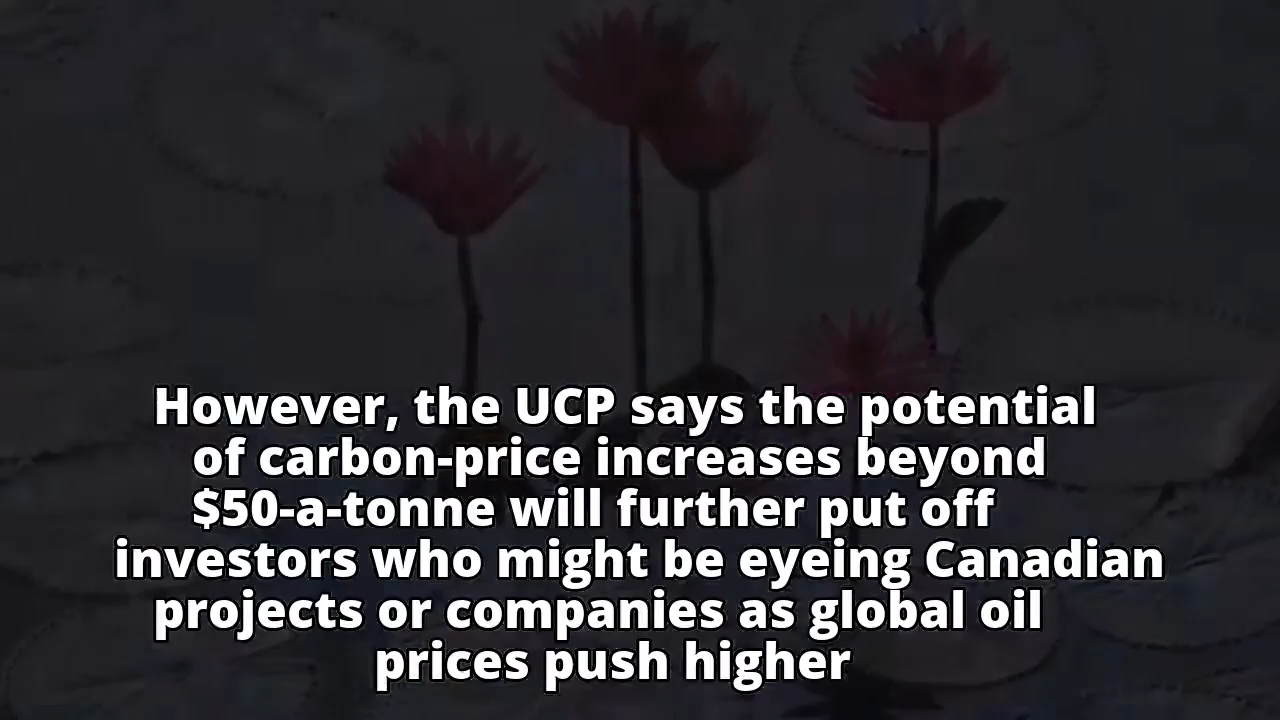 However, the UCP says the potential
of carbon-price increases beyond
$50-a-tonne will further put off
investors who might be eyeing Canadian
projects or companies as global oil
prices push higher